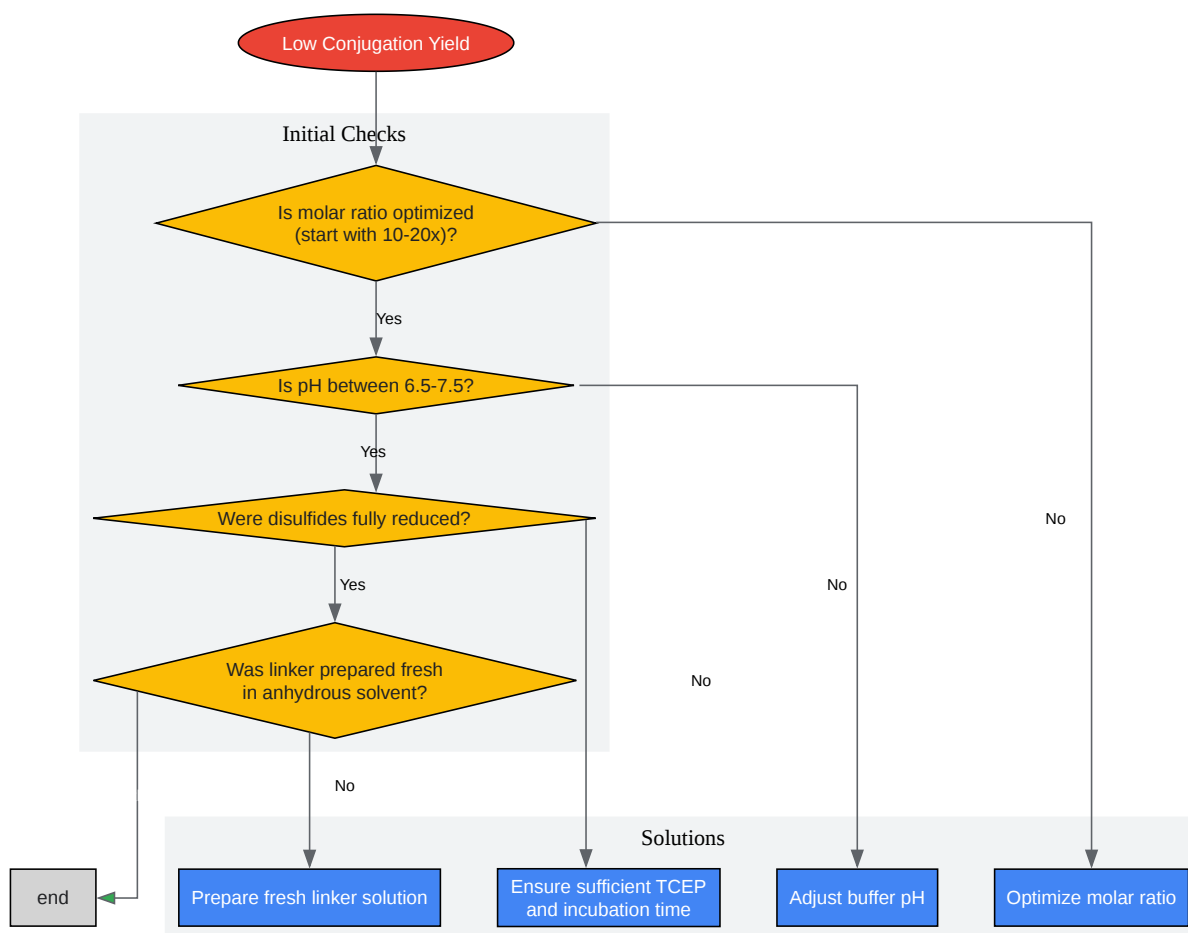 Low Conjugation Yield
Initial Checks
Is molar ratio optimized
(start with 10-20x)?
Yes
Is pH between 6.5-7.5?
Yes
Were disulfides fully reduced?
No
Yes
No
Was linker prepared fresh
in anhydrous solvent?
No
No
Solutions
end
Prepare fresh linker solution
Ensure sufficient TCEP
and incubation time
Adjust buffer pH
Optimize molar ratio